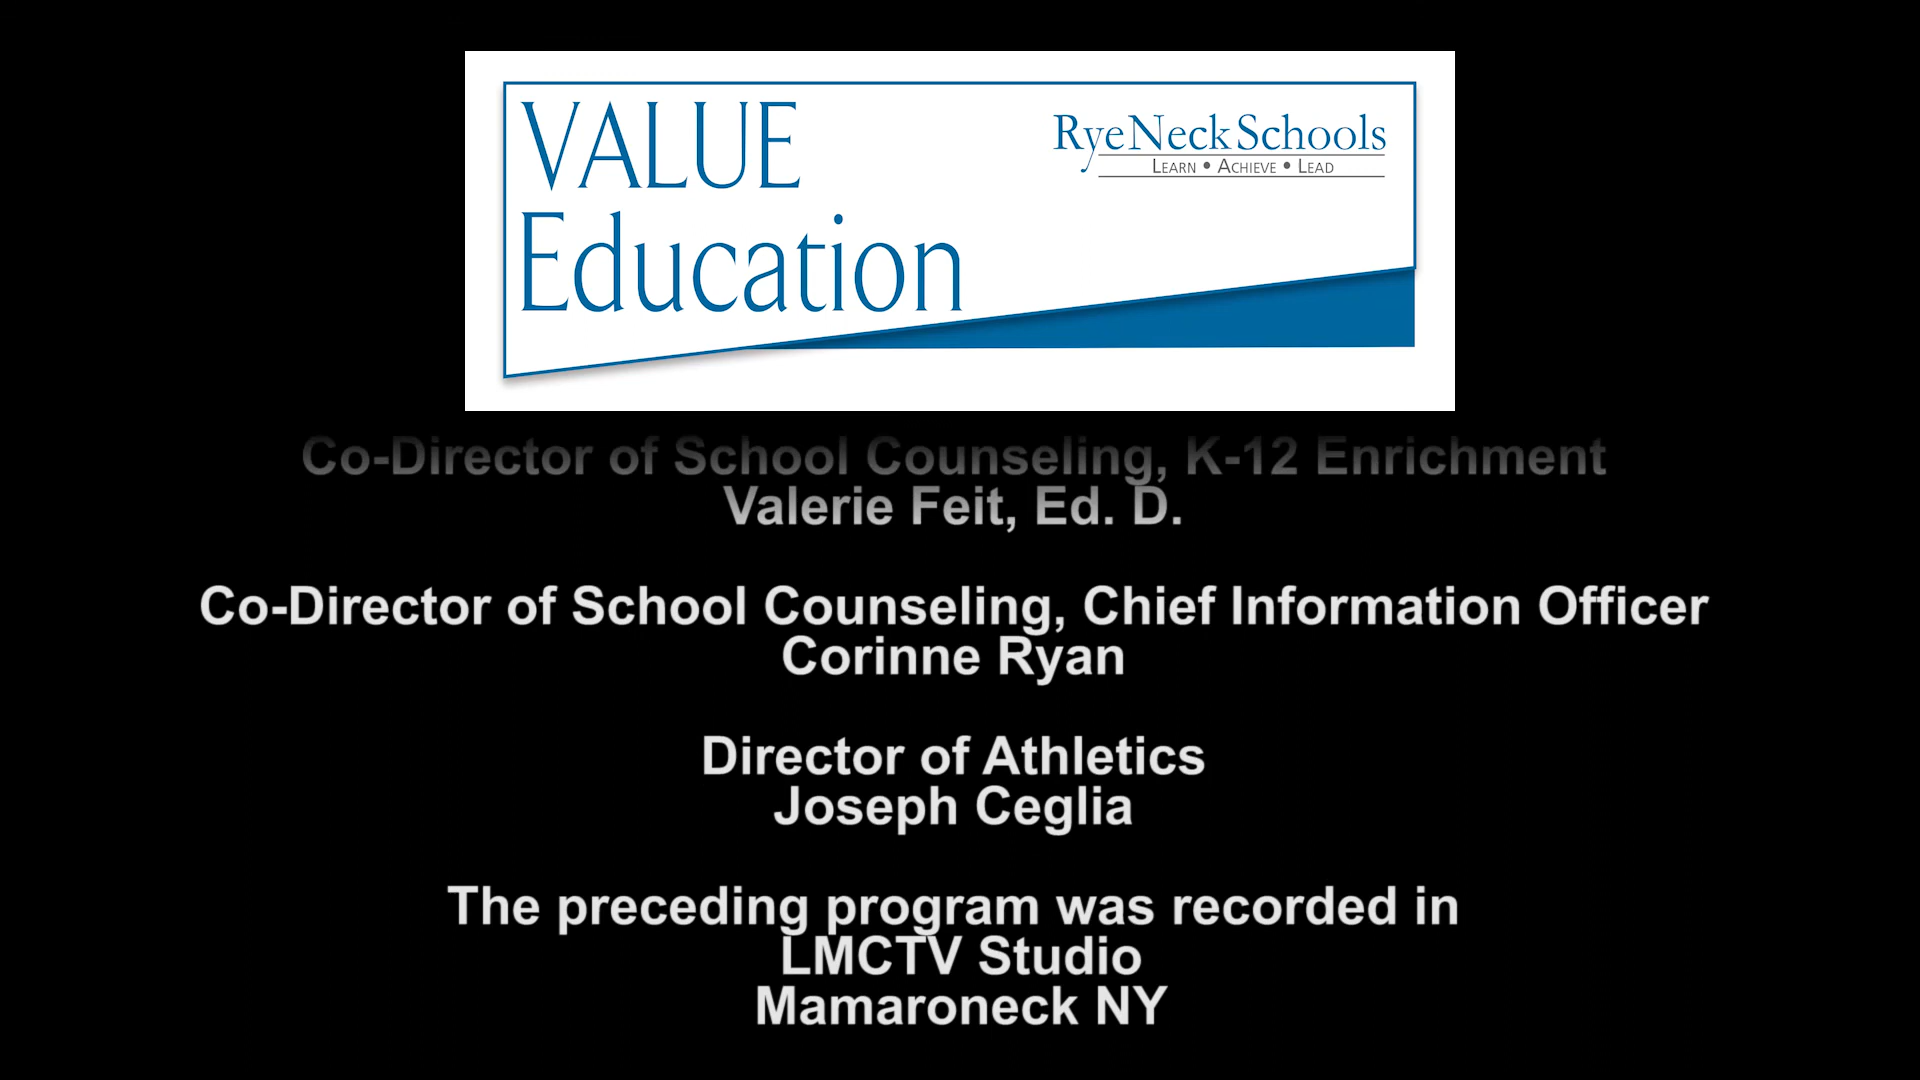 VALUE
Education
Rye Neck Schools
LEARN • ACHIEVE • LEAD
Co-Director of School Counseling, K-12 Enrichment
Valerie Feit, Ed. D.
Co-Director of School Counseling, Chief Information Officer
Corinne Ryan
Director of Athletics
Joseph Ceglia
The preceding program was recorded in
LMCTV Studio
Mamaroneck NY